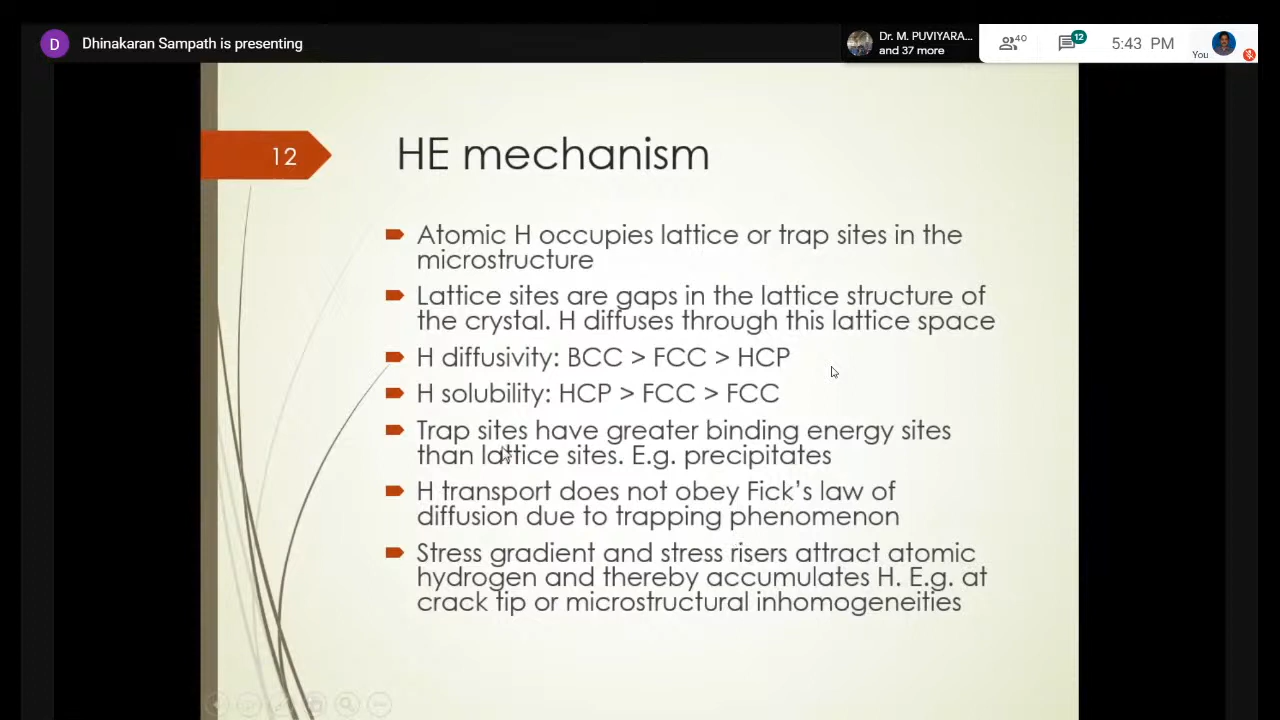 D
Dhinakaran Sampath is presenting
Dr. M. PUVIYARA...
and 37 more
40
12
5:43 PM
You
12
HE mechanism
Atomic H occupies lattice or trap sites in the
microstructure
Lattice sites are gaps in the lattice structure of
the crystal. H diffuses through this lattice space
H diffusivity: BCC > FCC > HCP
H solubility: HCP > FCC > FCC
Trap sites have greater binding energy sites
than lattice sites. E.g. precipitates
H transport does not obey Fick's law of
diffusion due to trapping phenomenon
Stress gradient and stress risers attract atomic
hydrogen and thereby accumulates H. E.g. at
crack tip or microstructural inhomogeneities